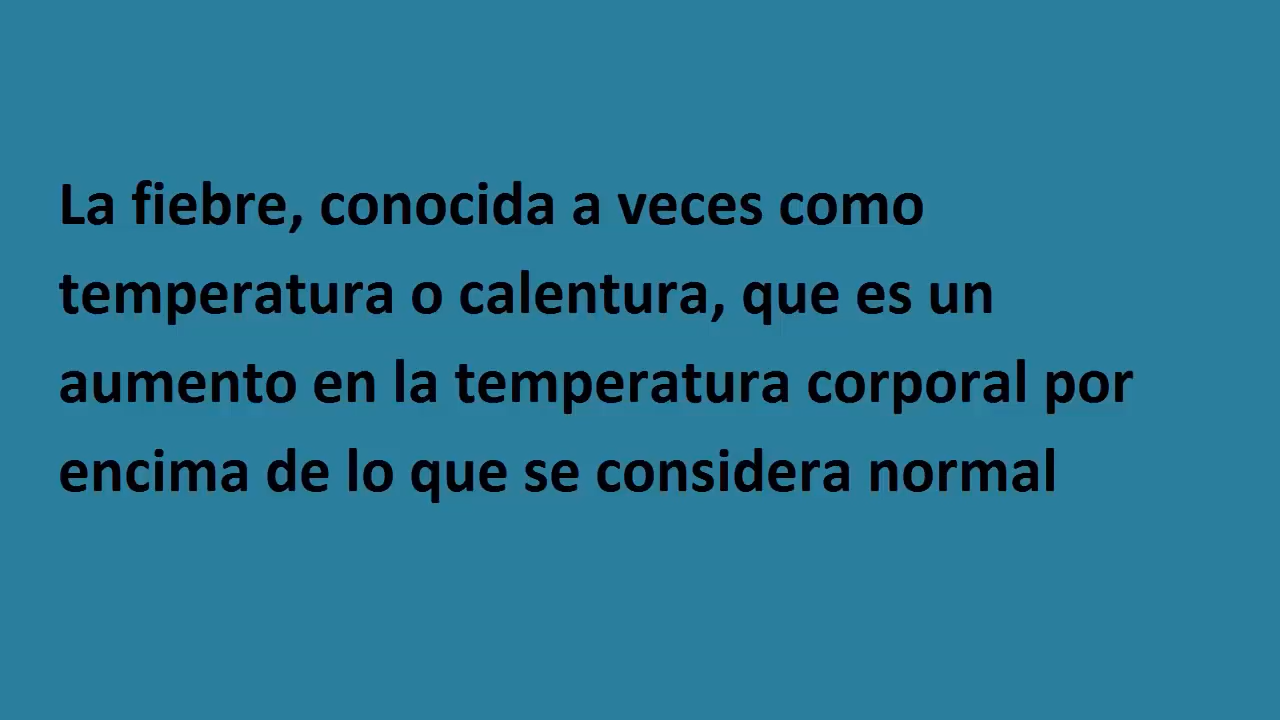 La fiebre, conocida a veces como
temperatura o calentura, que es un
aumento en la temperatura corporal por
encima de lo que se considera normal